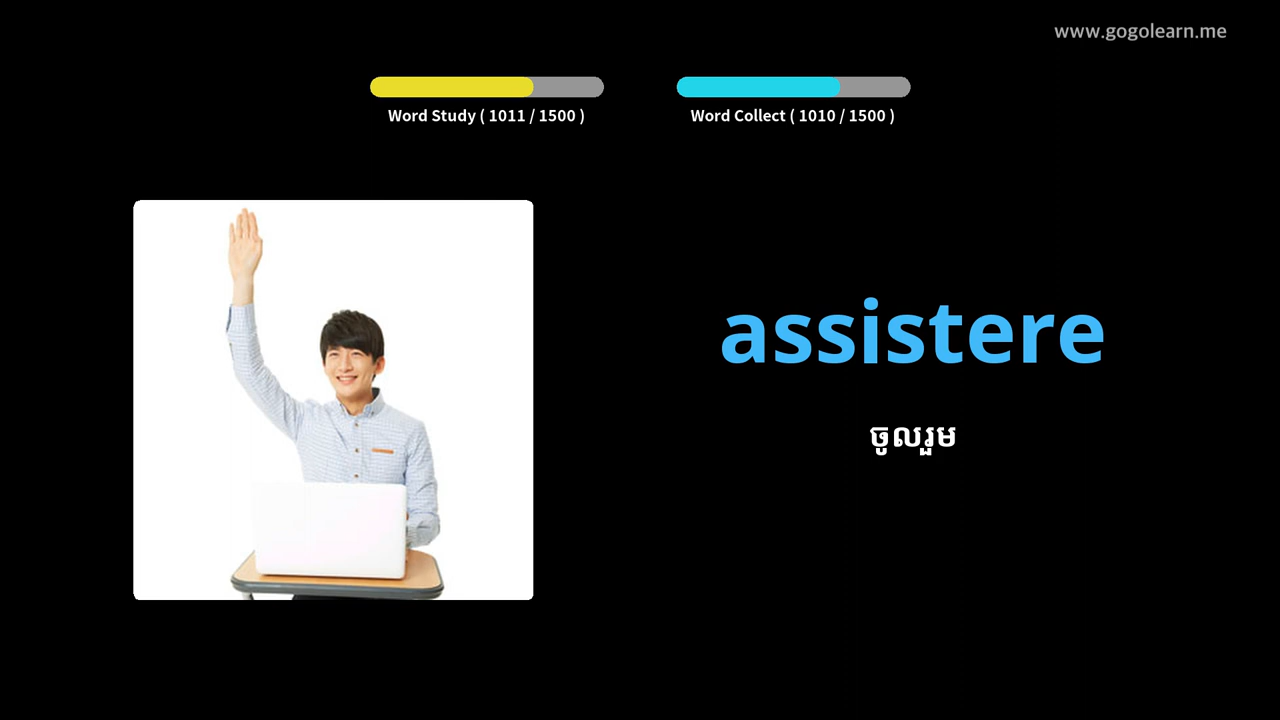 www.gogolearn.me
Word Study ( 1011 / 1500 )
Word Collect ( 1010 / 1500 )
assistere
ចូលរួម